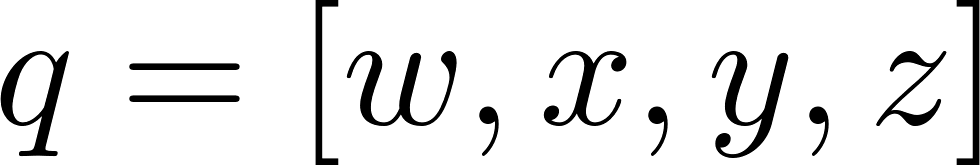 q = [w, x, y, z]